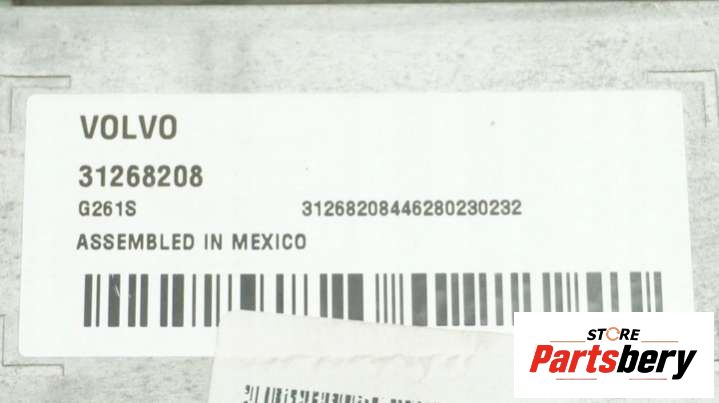 VOLVO
31268208
G261S 31268208446280230232
ASSEMBLED IN MEXICO
STORE
Partsbery